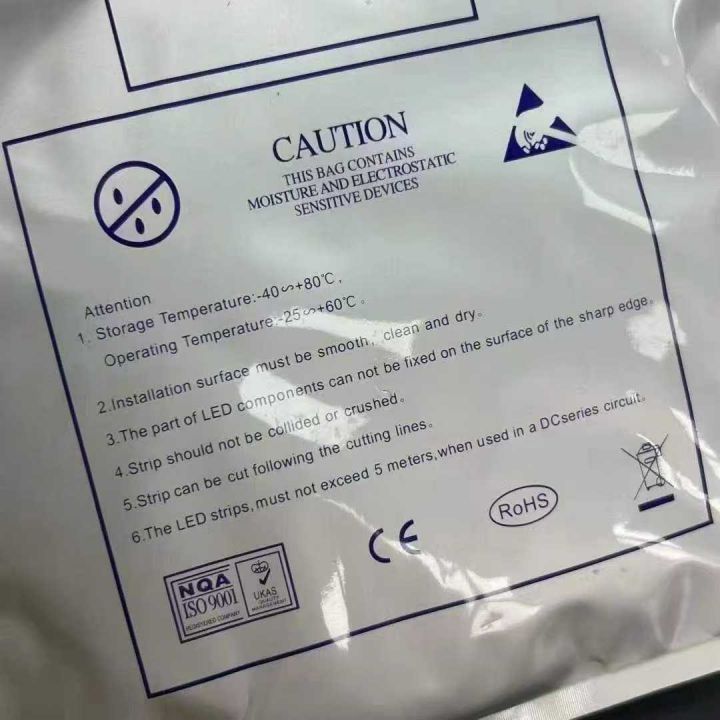 CAUTION
THIS BAG CONTAINS
MOISTURE AND ELECTROSTATIC
SENSITIVE DEVICES
Attention
1. Storage Temperature:-40∽+80℃,
Operating Temperature:-25∽+60℃。
2.Installation surface must be smooth, clean and dry。
3.The part of LED components can not be fixed on the surface of the sharp edge。
4.Strip should not be collided or crushed。
5.Strip can be cut following the cutting lines。
6.The LED strips,must not exceed 5 meters,when used in a DCseries circuit。
CE
RoHS
NQA
ISO 9001
REGISTERED COMPANY
UKAS
QUALITY
MANAGEMENT